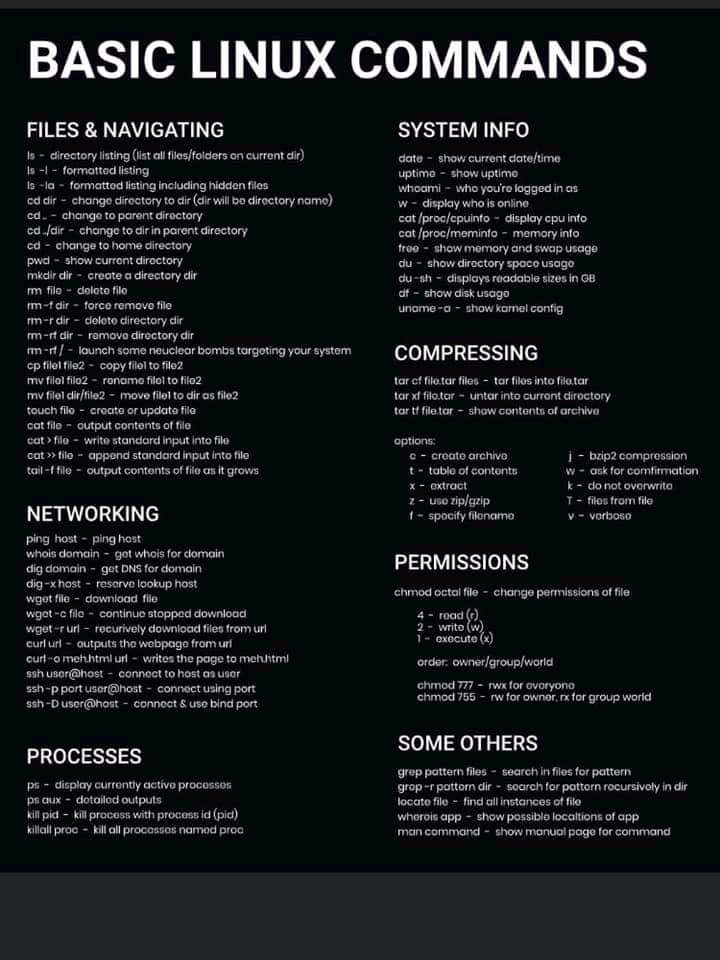 BASIC LINUX COMMANDS
FILES & NAVIGATING
ls - directory listing (list all files/folders on current dir)
ls -l - formatted listing
ls -la - formatted listing including hidden files
cd dir - change directory to dir (dir will be directory name)
cd .. - change to parent directory
cd ../dir - change to dir in parent directory
cd - change to home directory
pwd - show current directory
mkdir dir - create a directory dir
rm file - delete file
rm -f dir - force remove file
rm -r dir - delete directory dir
rm -rf dir - remove directory dir
rm -rf / - launch some neuclear bombs targeting your system
cp file1 file2 - copy file1 to file2
mv file1 file2 - rename file1 to file2
mv file1 dir/file2 - move file1 to dir as file2
touch file - create or update file
cat file - output contents of file
cat > file - write standard input into file
cat >> file - append standard input into file
tail -f file - output contents of file as it grows
NETWORKING
ping host - ping host
whois domain - get whois for domain
dig domain - get DNS for domain
dig -x host - reserve lookup host
wget file - download file
wget -c file - continue stopped download
wget -r url - recurively download files from url
curl url - outputs the webpage from url
curl -o meh.html url - writes the page to meh.html
ssh user@host - connect to host as user
ssh -p port user@host - connect using port
ssh -D user@host - connect & use bind port
PROCESSES
ps - display currently active processes
ps aux - detailed outputs
kill pid - kill process with process id (pid)
killall proc - kill all processes named proc
SYSTEM INFO
date - show current date/time
uptime - show uptime
whoami - who you're logged in as
w - display who is online
cat /proc/cpuinfo - display cpu info
cat /proc/meminfo - memory info
free - show memory and swap usage
du - show directory space usage
du -sh - displays readable sizes in GB
df - show disk usage
uname -a - show karnel config
COMPRESSING
tar cf file.tar files - tar files into file.tar
tar xf file.tar - untar into current directory
tar tf file.tar - show contents of archive
options:
c - create archive
t - table of contents
x - extract
z - use zip/gzip
f - specify filename
j - bzip2 compression
w - ask for comfirmation
k - do not overwrite
T - files from file
v - verbose
PERMISSIONS
chmod octal file - change permissions of file
4 - read (r)
2 - write (w)
1 - execute (x)
order: owner/group/world
chmod 777 - rwx for everyone
chmod 755 - rw for owner, rx for group world
SOME OTHERS
grep pattern files - search in files for pattern
grep -r pattern dir - search for pattern recursively in dir
locate file - find all instances of file
whereis app - show possible localtions of app
man command - show manual page for command